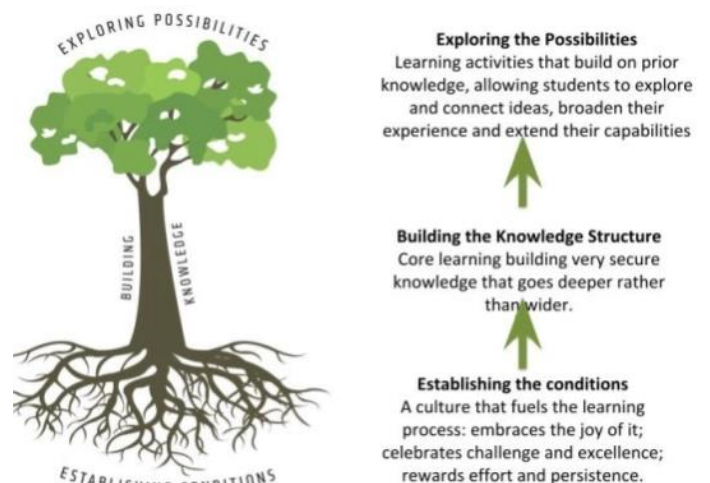 EXPLORING POSSIBILITIES
BUILDING
KNOWLEDGE
ESTABLISHING CONDITIONS
Exploring the Possibilities
Learning activities that build on prior
knowledge, allowing students to explore
and connect ideas, broaden their
experience and extend their capabilities
Building the Knowledge Structure
Core learning building very secure
knowledge that goes deeper rather
than wider.
Establishing the conditions
A culture that fuels the learning
process: embraces the joy of it;
celebrates challenge and excellence;
rewards effort and persistence.